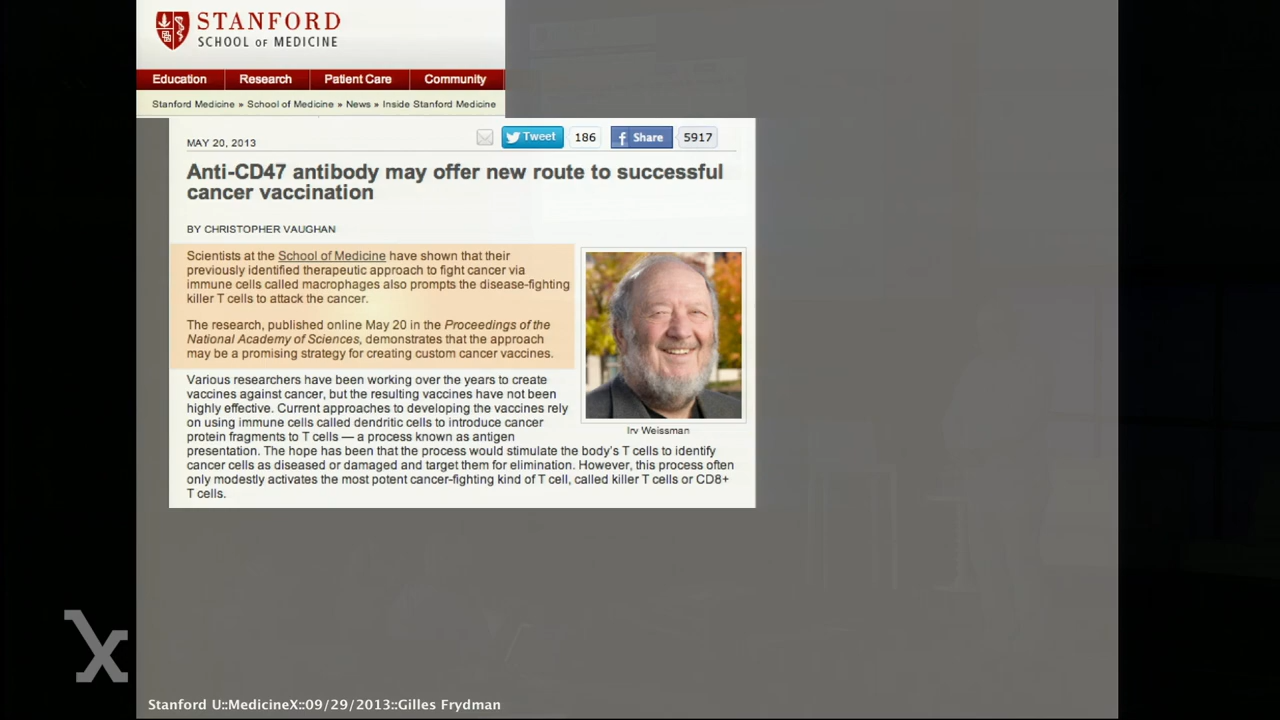 STANFORD
SCHOOL OF MEDICINE
Education Research Patient Care Community
Stanford Medicine » School of Medicine » News » Inside Stanford Medicine
MAY 20, 2013
Tweet 186 Share 5917
Anti-CD47 antibody may offer new route to successful
cancer vaccination
BY CHRISTOPHER VAUGHAN
Scientists at the School of Medicine have shown that their
previously identified therapeutic approach to fight cancer via
immune cells called macrophages also prompts the disease-fighting
killer T cells to attack the cancer.
The research, published online May 20 in the Proceedings of the
National Academy of Sciences, demonstrates that the approach
may be a promising strategy for creating custom cancer vaccines.
Various researchers have been working over the years to create
vaccines against cancer, but the resulting vaccines have not been
highly effective. Current approaches to developing the vaccines rely
on using immune cells called dendritic cells to introduce cancer
protein fragments to T cells — a process known as antigen
presentation. The hope has been that the process would stimulate the body's T cells to identify
cancer cells as diseased or damaged and target them for elimination. However, this process often
only modestly activates the most potent cancer-fighting kind of T cell, called killer T cells or CD8+
T cells.
Irv Weissman
X
Stanford U::MedicineX::09/29/2013::Gilles Frydman